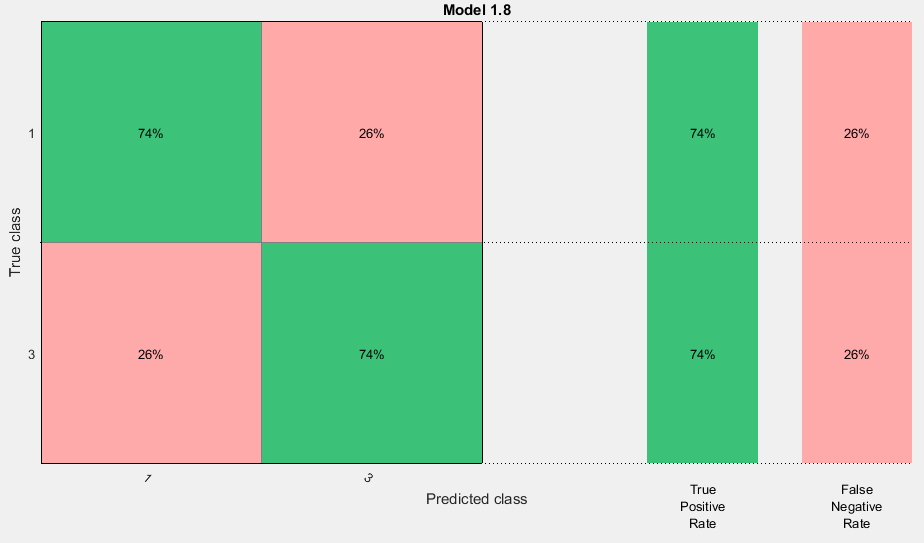 Model 1.8
1
74%
26%
74%
26%
True class
3
26%
74%
74%
26%
1
3
Predicted class
True
Positive
Rate
False
Negative
Rate